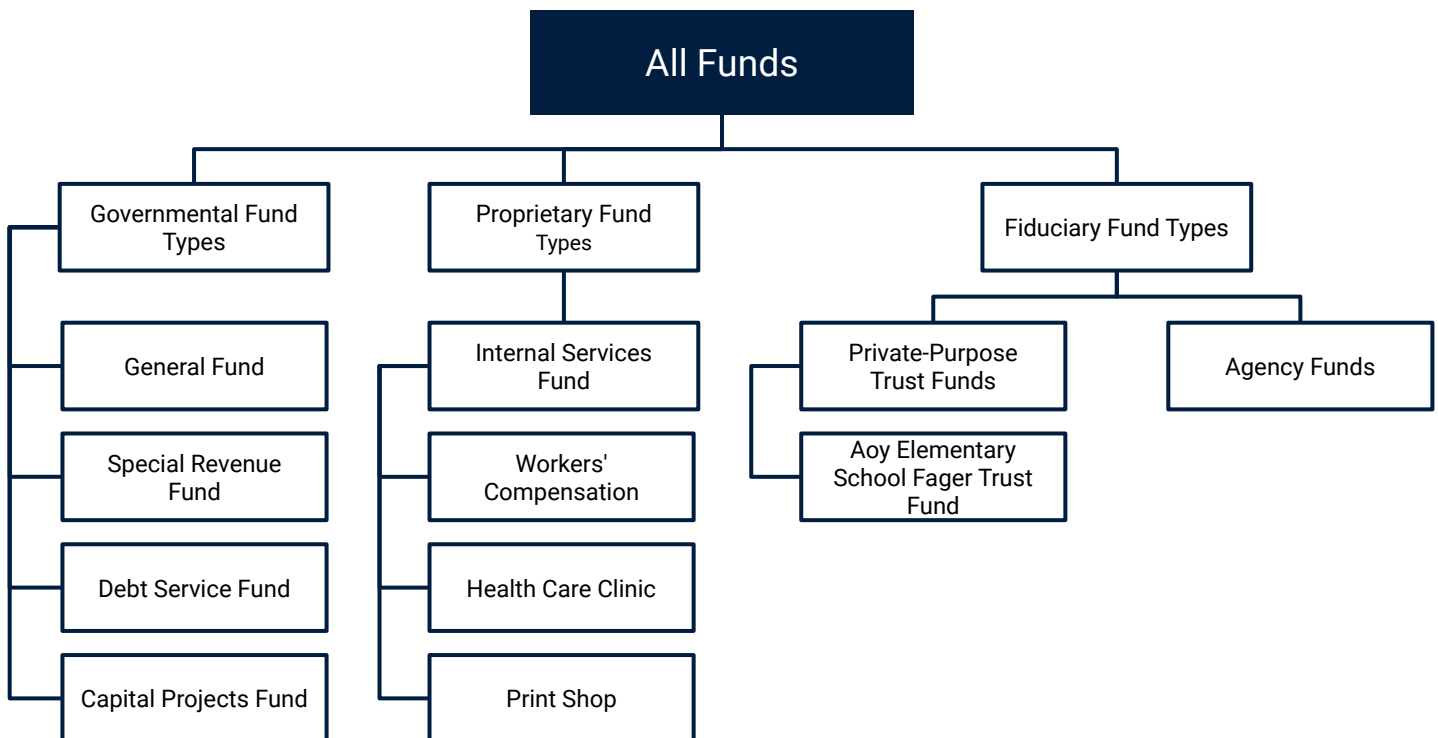 All Funds
Governmental Fund
Types
Proprietary Fund
Types
Fiduciary Fund Types
General Fund
Internal Services
Fund
Private-Purpose
Trust Funds
Agency Funds
Special Revenue
Fund
Workers'
Compensation
Aoy Elementary
School Fager Trust
Fund
Debt Service Fund
Health Care Clinic
Capital Projects Fund
Print Shop